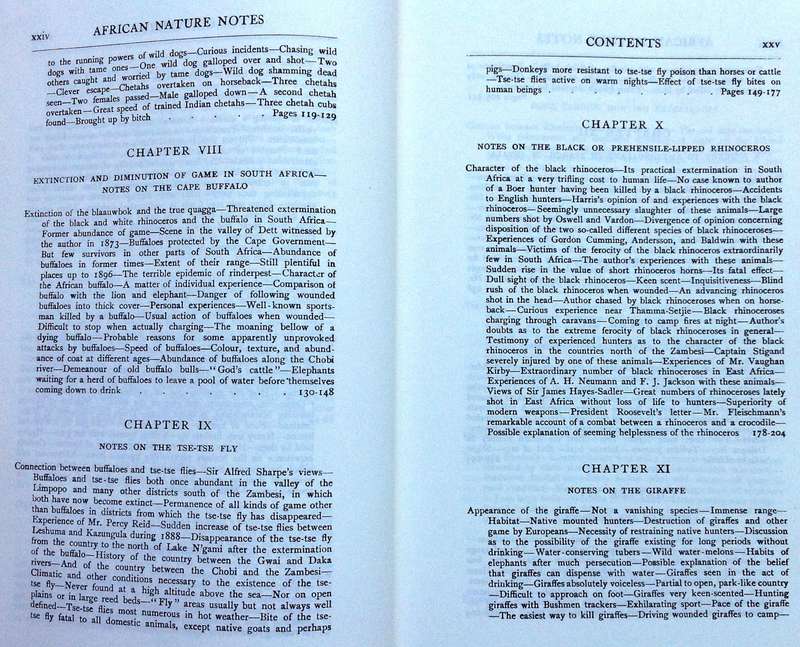 xxiv
AFRICAN NATURE NOTES
to the running powers of wild dogs—Curious incidents—Chasing wild
dogs with tame ones—One wild dog galloped over and shot—Two
others caught and worried by tame dogs—Wild dog shamming dead
—Clever escape—Chetahs overtaken on horseback—Three chetahs
seen—Two females passed—Male galloped down—A second chetah
overtaken—Great speed of trained Indian chetahs—Three chetah cubs
found—Brought up by bitch . . . . . Pages 119-129
CHAPTER VIII
EXTINCTION AND DIMINUTION OF GAME IN SOUTH AFRICA—
NOTES ON THE CAPE BUFFALO
Extinction of the blaauwbok and the true quagga—Threatened extermination
of the black and white rhinoceros and the buffalo in South Africa—
Former abundance of game—Scene in the valley of Dett witnessed by
the author in 1873—Buffaloes protected by the Cape Government—
But few survivors in other parts of South Africa—Abundance of
buffaloes in former times—Extent of their range—Still plentiful in
places up to 1896—The terrible epidemic of rinderpest—Character of
the African buffalo—A matter of individual experience—Comparison of
buffalo with the lion and elephant—Danger of following wounded
buffaloes into thick cover—Personal experiences—Well-known sports-
man killed by a buffalo—Usual action of buffaloes when wounded—
Difficult to stop when actually charging—The moaning bellow of a
dying buffalo—Probable reasons for some apparently unprovoked
attacks by buffaloes—Speed of buffaloes—Colour, texture, and abund-
ance of coat at different ages—Abundance of buffaloes along the Chobi
river—Demeanour of old buffalo bulls—"God's cattle"—Elephants
waiting for a herd of buffaloes to leave a pool of water before themselves
coming down to drink . . . . . . . 130-148
CHAPTER IX
NOTES ON THE TSE-TSE FLY
Connection between buffaloes and tse-tse flies—Sir Alfred Sharpe's views—
Buffaloes and tse-tse flies both once abundant in the valley of the
Limpopo and many other districts south of the Zambesi, in which
both have now become extinct—Permanence of all kinds of game other
than buffaloes in districts from which the tse-tse fly has disappeared—
Experience of Mr. Percy Reid—Sudden increase of tse-tse flies between
Leshuma and Kazungula during 1888—Disappearance of the tse-tse fly
from the country to the north of Lake N'gami after the extermination
of the buffalo—History of the country between the Gwai and Daka
rivers—And of the country between the Chobi and the Zambesi—
Climatic and other conditions necessary to the existence of the tse-
tse fly—Never found at a high altitude above the sea—Nor on open
plains or in large reed beds—"Fly" areas usually but not always well
defined—Tse-tse flies most numerous in hot weather—Bite of the tse-
tse fly fatal to all domestic animals, except native goats and perhaps
CONTENTS
xxv
pigs—Donkeys more resistant to tse-tse fly poison than horses or cattle
—Tse-tse flies active on warm nights—Effect of tse-tse fly bites on
human beings . . . . . . Pages 149-177
CHAPTER X
NOTES ON THE BLACK OR PREHENSILE-LIPPED RHINOCEROS
Character of the black rhinoceros—Its practical extermination in South
Africa at a very trifling cost to human life—No case known to author
of a Boer hunter having been killed by a black rhinoceros—Accidents
to English hunters—Harris's opinion of and experiences with the black
rhinoceros—Seemingly unnecessary slaughter of these animals—Large
numbers shot by Oswell and Vardon—Divergence of opinion concerning
disposition of the two so-called different species of black rhinoceroses—
Experiences of Gordon Cumming, Andersson, and Baldwin with these
animals—Victims of the ferocity of the black rhinoceros extraordinarily
few in South Africa—The author's experiences with these animals—
Sudden rise in the value of short rhinoceros horns—Its fatal effect—
Dull sight of the black rhinoceros—Keen scent—Inquisitiveness—Blind
rush of the black rhinoceros when wounded—An advancing rhinoceros
shot in the head—Author chased by black rhinoceroses when on horse-
back—Curious experience near Thamma-Setjie—Black rhinoceroses
charging through caravans—Coming to camp fires at night—Author's
doubts as to the extreme ferocity of black rhinoceroses in general—
Testimony of experienced hunters as to the character of the black
rhinoceros in the countries north of the Zambesi—Captain Stigand
severely injured by one of these animals—Experiences of Mr. Vaughan
Kirby—Extraordinary number of black rhinoceroses in East Africa—
Experiences of A. H. Neumann and F. J. Jackson with these animals—
Views of Sir James Hayes-Sadler—Great numbers of rhinoceroses lately
shot in East Africa without loss of life to hunters—Superiority of
modern weapons—President Roosevelt's letter—Mr. Fleischmann's
remarkable account of a combat between a rhinoceros and a crocodile—
Possible explanation of seeming helplessness of the rhinoceros 178-204
CHAPTER XI
NOTES ON THE GIRAFFE
Appearance of the giraffe—Not a vanishing species—Immense range—
Habitat—Native mounted hunters—Destruction of giraffes and other
game by Europeans—Necessity of restraining native hunters—Discussion
as to the possibility of the giraffe existing for long periods without
drinking—Water-conserving tubers—Wild water-melons—Habits of
elephants after much persecution—Possible explanation of the belief
that giraffes can dispense with water—Giraffes seen in the act of
drinking—Giraffes absolutely voiceless—Partial to open, park-like country
—Difficult to approach on foot—Giraffes very keen-scented—Hunting
giraffes with Bushmen trackers—Exhilarating sport—Pace of the giraffe
—The easiest way to kill giraffes—Driving wounded giraffes to camp—